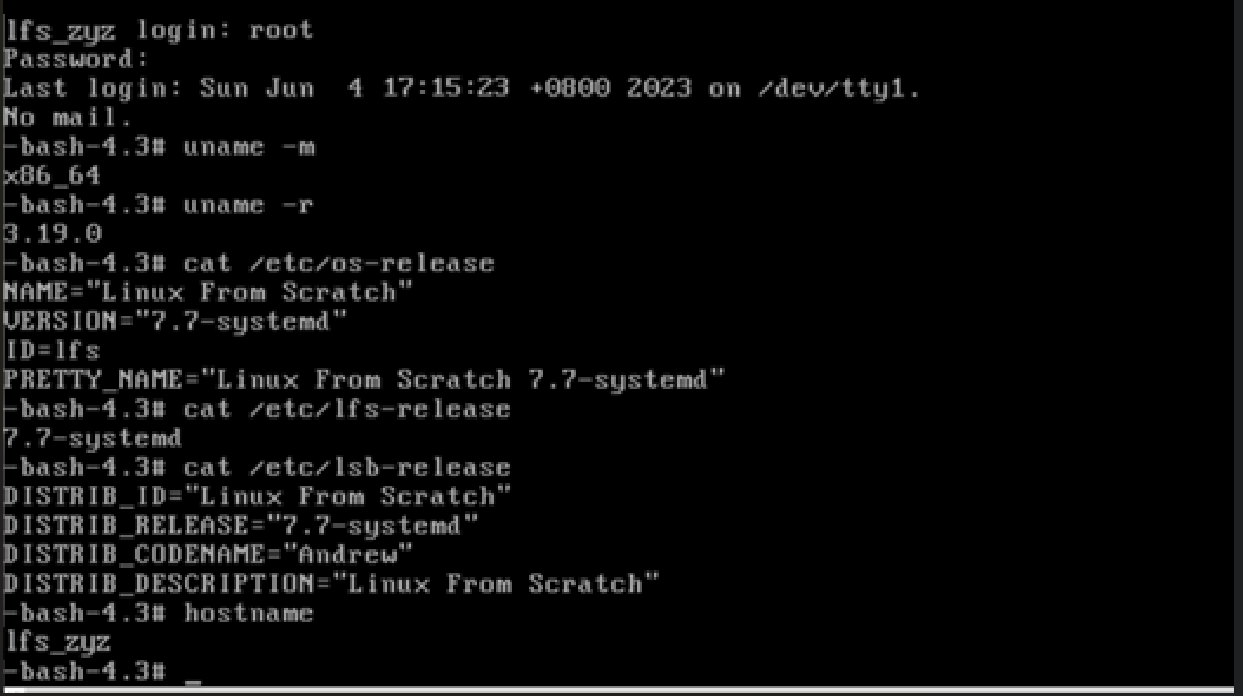 lfs_zyz login: root
Password:
Last login: Sun Jun  4 17:15:23 +0800 2023 on /dev/tty1.
No mail.
-bash-4.3# uname -m
x86_64
-bash-4.3# uname -r
3.19.0
-bash-4.3# cat /etc/os-release
NAME="Linux From Scratch"
VERSION="7.7-systemd"
ID=lfs
PRETTY_NAME="Linux From Scratch 7.7-systemd"
-bash-4.3# cat /etc/lfs-release
7.7-systemd
-bash-4.3# cat /etc/lsb-release
DISTRIB_ID="Linux From Scratch"
DISTRIB_RELEASE="7.7-systemd"
DISTRIB_CODENAME="Andrew"
DISTRIB_DESCRIPTION="Linux From Scratch"
-bash-4.3# hostname
lfs_zyz
-bash-4.3# _